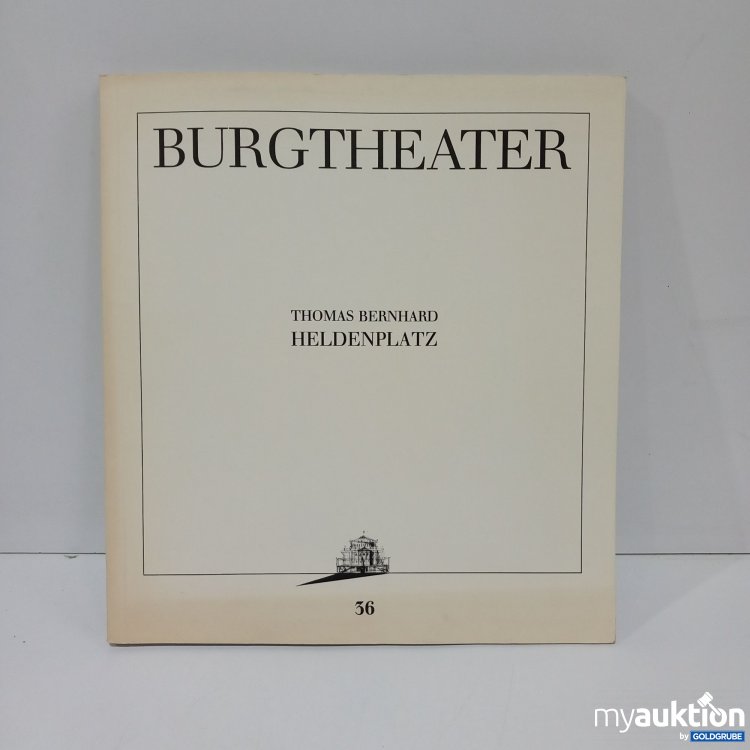 BURGTHEATER
THOMAS BERNHARD
HELDENPLATZ
36
myauktion
by GOLDGRUBE